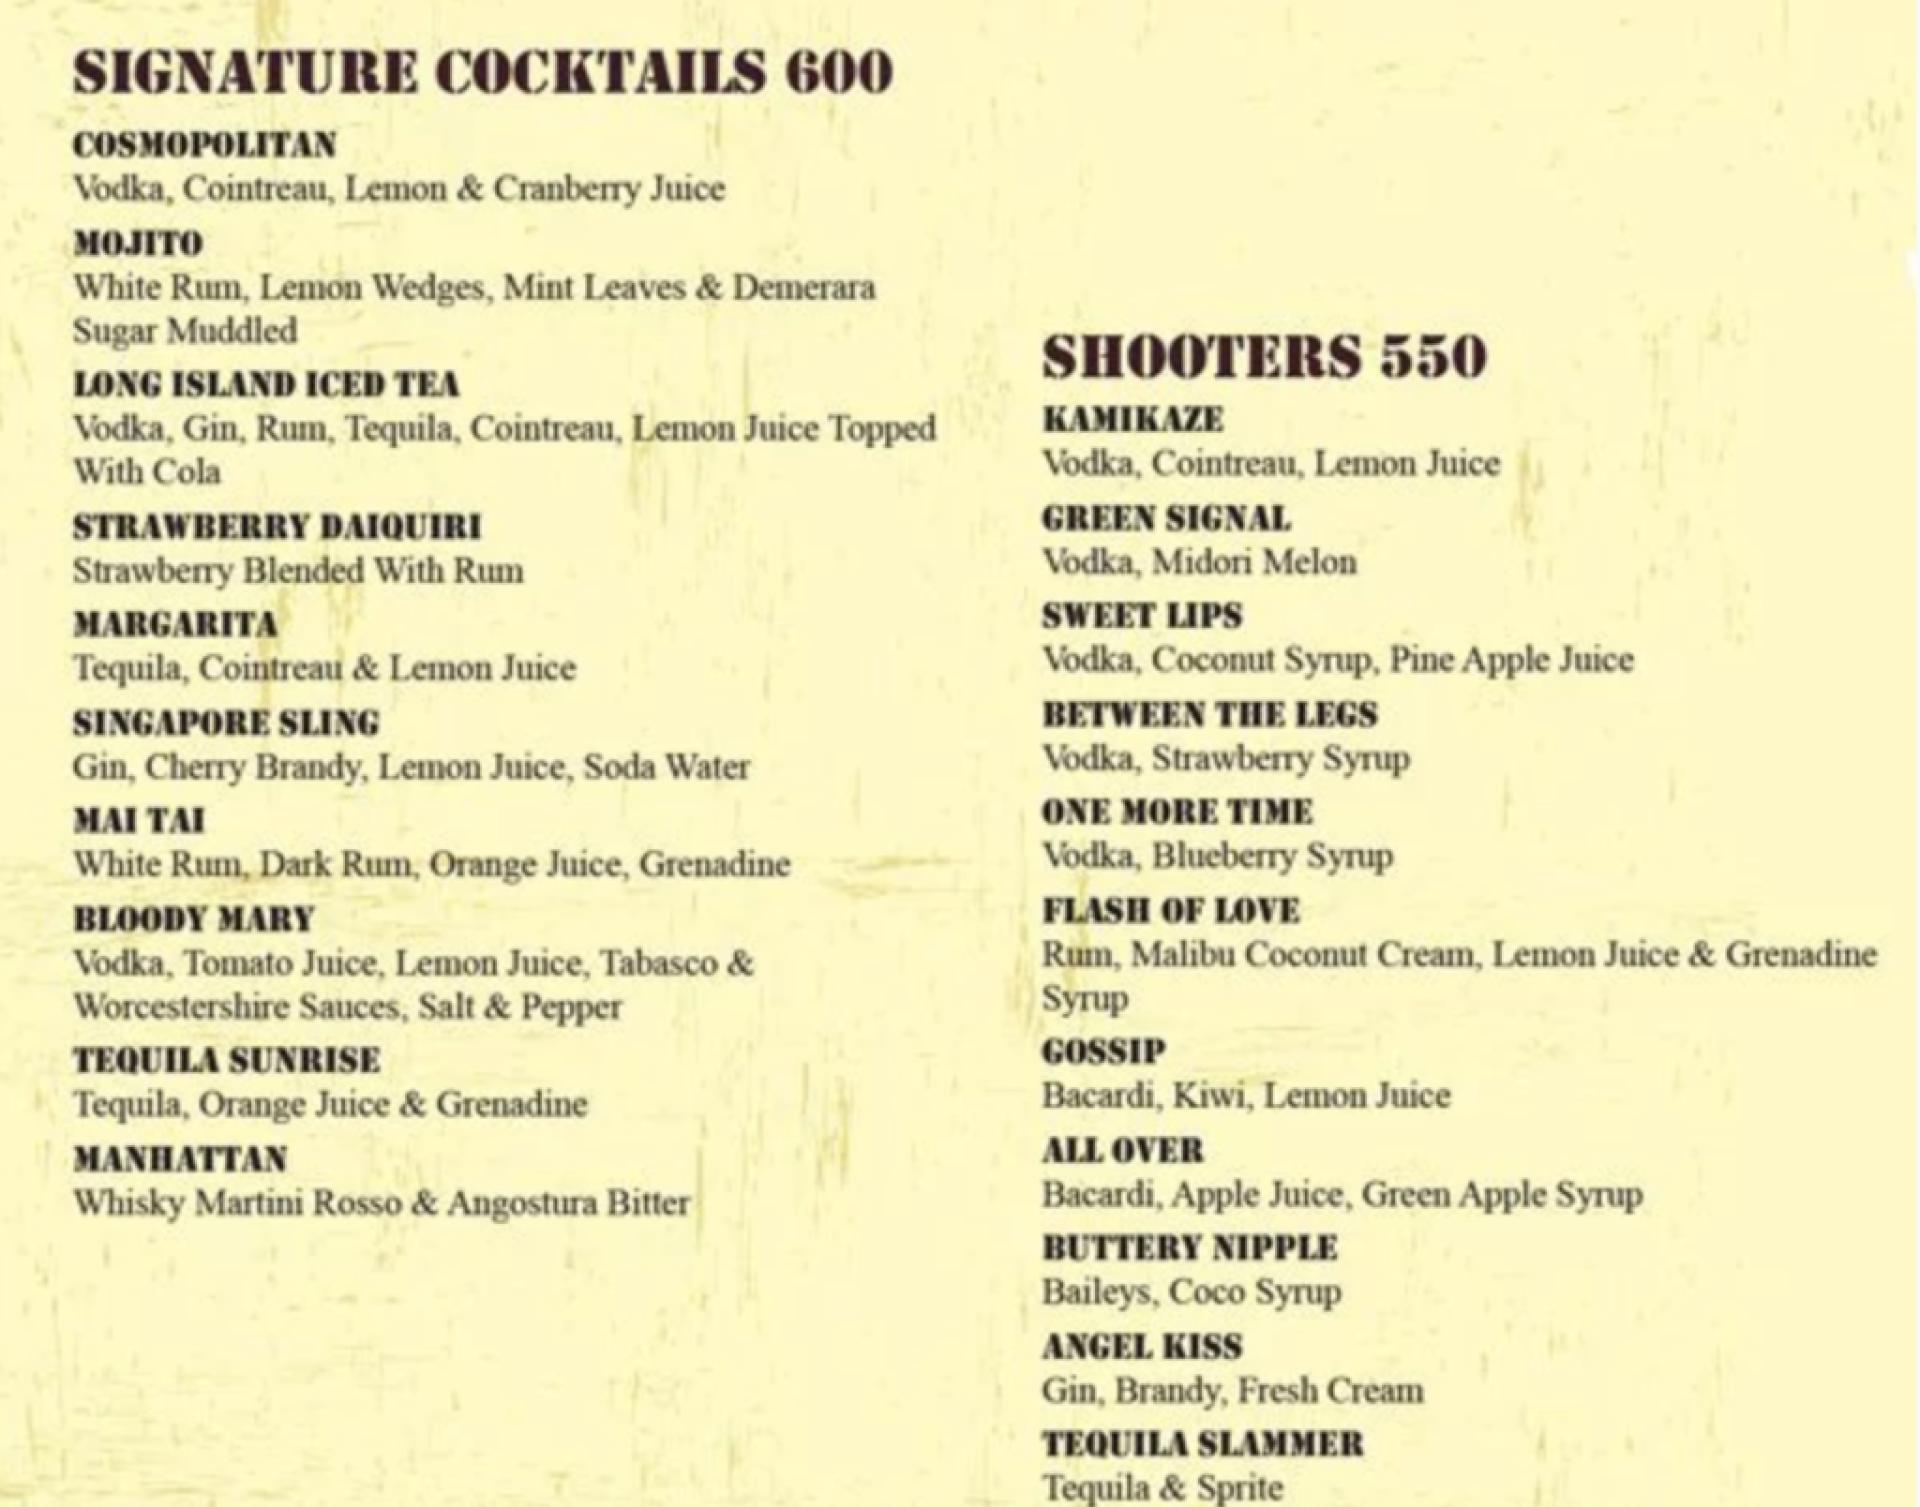 SIGNATURE COCKTAILS 600
COSMOPOLITAN
Vodka, Cointreau, Lemon & Cranberry Juice
MOJITO
White Rum, Lemon Wedges, Mint Leaves & Demerara
Sugar Muddled
LONG ISLAND ICED TEA
Vodka, Gin, Rum, Tequila, Cointreau, Lemon Juice Topped
With Cola
STRAWBERRY DAIQUIRI
Strawberry Blended With Rum
MARGARITA
Tequila, Cointreau & Lemon Juice
SINGAPORE SLING
Gin, Cherry Brandy, Lemon Juice, Soda Water
MAI TAI
White Rum, Dark Rum, Orange Juice, Grenadine
BLOODY MARY
Vodka, Tomato Juice, Lemon Juice, Tabasco &
Worcestershire Sauces, Salt & Pepper
TEQUILA SUNRISE
Tequila, Orange Juice & Grenadine
MANHATTAN
Whisky Martini Rosso & Angostura Bitter
SHOOTERS 550
KAMIKAZE
Vodka, Cointreau, Lemon Juice
GREEN SIGNAL
Vodka, Midori Melon
SWEET LIPS
Vodka, Coconut Syrup, Pine Apple Juice
BETWEEN THE LEGS
Vodka, Strawberry Syrup
ONE MORE TIME
Vodka, Blueberry Syrup
FLASH OF LOVE
Rum, Malibu Coconut Cream, Lemon Juice & Grenadine
Syrup
GOSSIP
Bacardi, Kiwi, Lemon Juice
ALL OVER
Bacardi, Apple Juice, Green Apple Syrup
BUTTERY NIPPLE
Baileys, Coco Syrup
ANGEL KISS
Gin, Brandy, Fresh Cream
TEQUILA SLAMMER
Tequila & Sprite